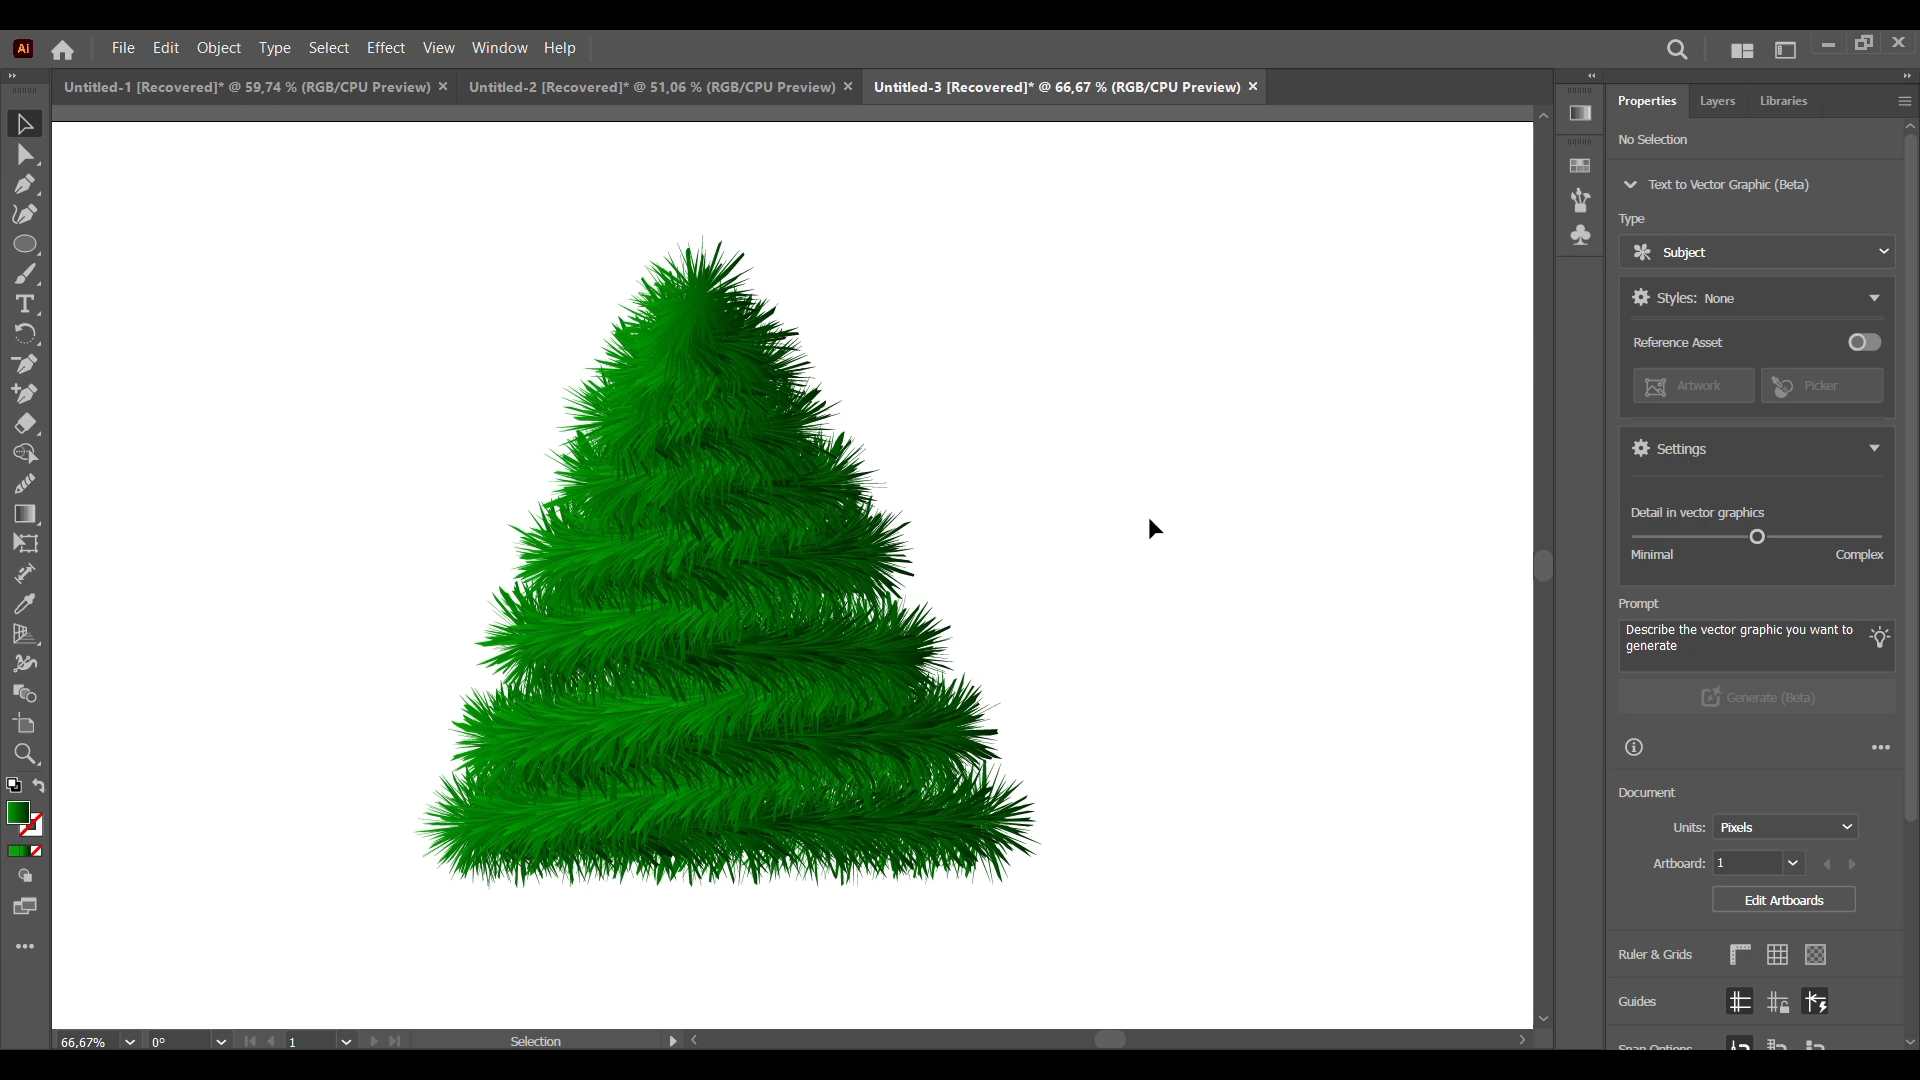 Ai
File Edit Object Type Select Effect View Window Help
Untitled-1 [Recovered]* @ 59,74 % (RGB/CPU Preview)
Untitled-2 [Recovered]* @ 51,06 % (RGB/CPU Preview)
Untitled-3 [Recovered]* @ 66,67 % (RGB/CPU Preview)
Properties Layers Libraries
No Selection
Text to Vector Graphic (Beta)
Type
Subject
Styles: None
Reference Asset
Artwork Picker
Settings
Detail in vector graphics
Minimal Complex
Prompt
Describe the vector graphic you want to
generate
Generate (Beta)
Document
Units: Pixels
Artboard: 1
Edit Artboards
Ruler & Grids
Guides
Snap Options
66,67% 0° 1 Selection